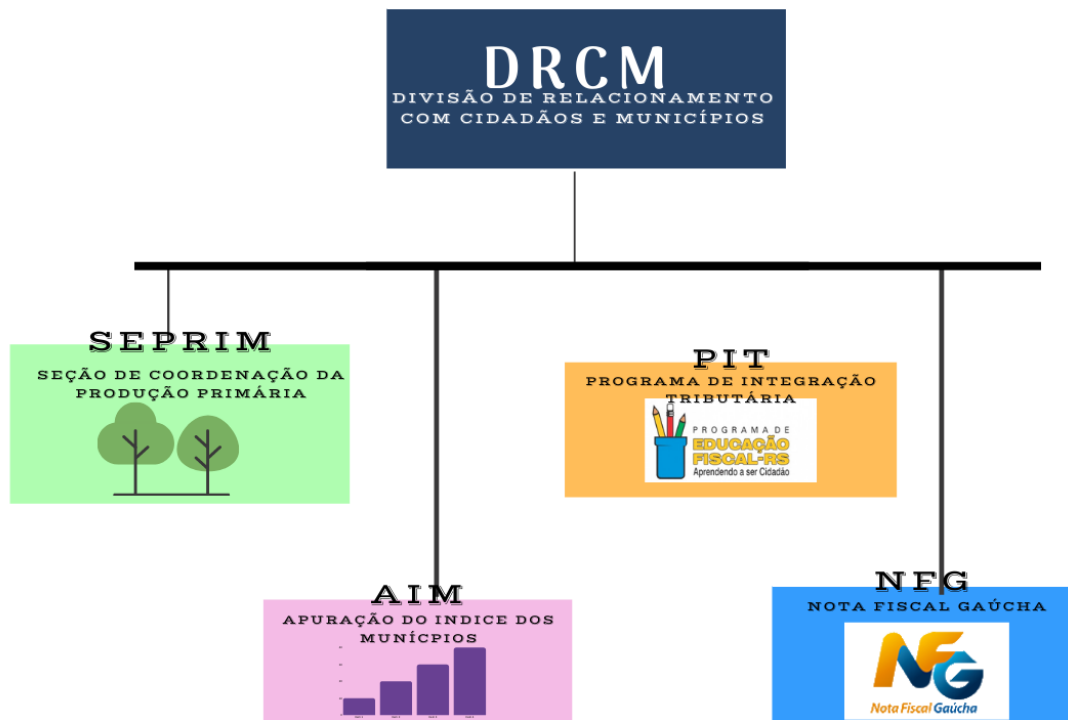 DRCM
DIVISÃO DE RELACIONAMENTO
COM CIDADÃOS E MUNICÍPIOS
SEPRIM
SEÇÃO DE COORDENAÇÃO DA
PRODUÇÃO PRIMÁRIA
PIT
PROGRAMA DE INTEGRAÇÃO
TRIBUTÁRIA
PROGRAMA DE
EDUCAÇÃO
FISCAL-RS
Aprendendo a ser Cidadão
AIM
APURAÇÃO DO INDICE DOS
MUNÍCPIOS
NFG
NOTA FISCAL GAÚCHA
NFG
Nota Fiscal Gaúcha